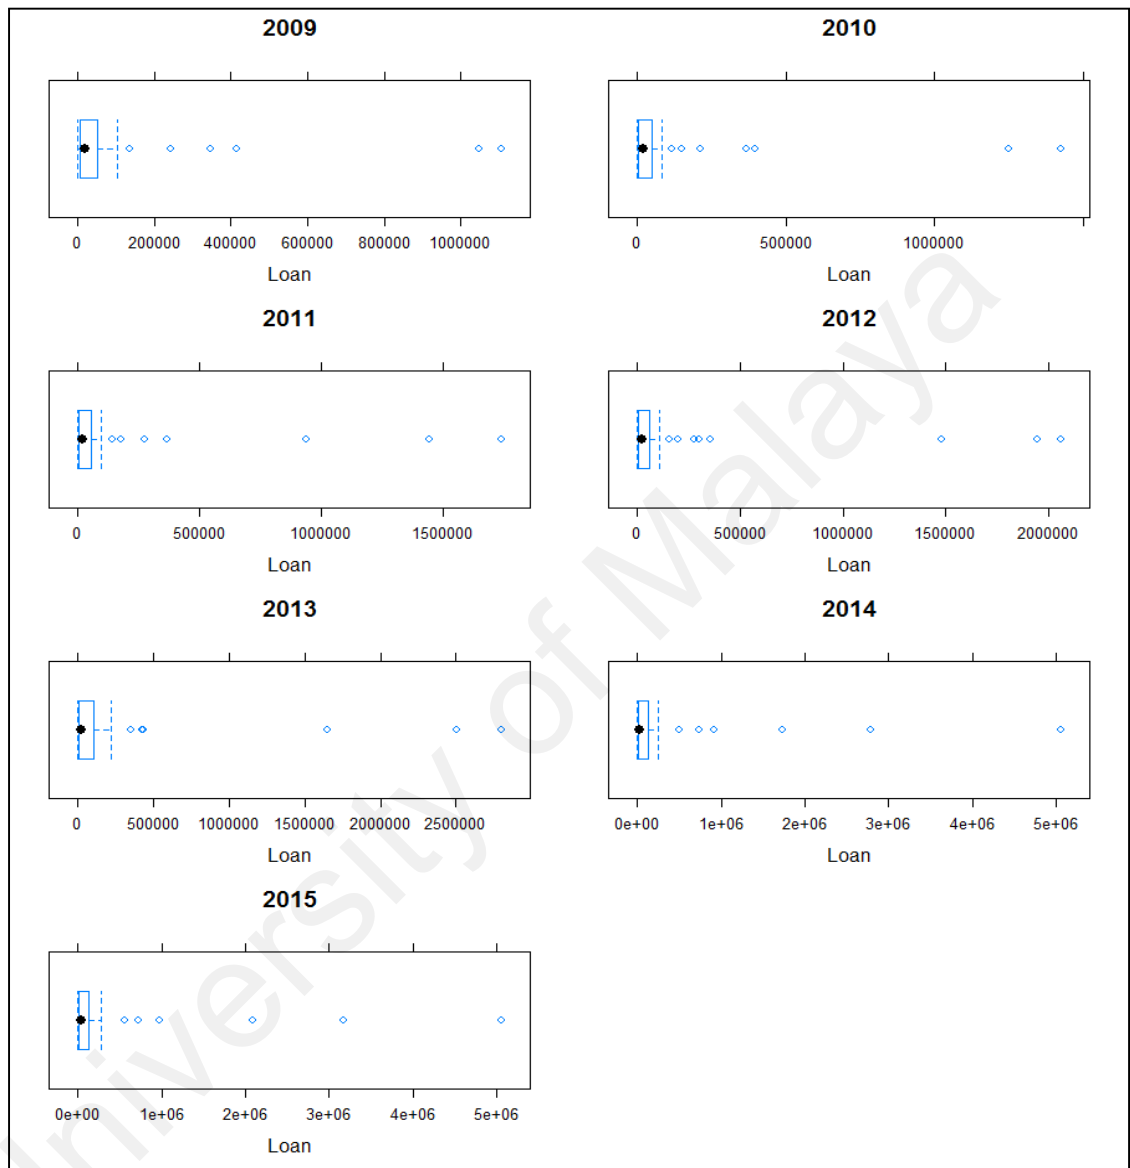 2009 2010
0 200000 400000 600000 800000 1000000 0 500000 1000000
Loan Loan
2011 2012
0 500000 1000000 1500000 0 500000 1000000 1500000 2000000
Loan Loan
2013 2014
0 500000 1000000 1500000 2000000 2500000 0e+00 1e+06 2e+06 3e+06 4e+06 5e+06
Loan Loan
2015
0e+00 1e+06 2e+06 3e+06 4e+06 5e+06
Loan
University of Malaya